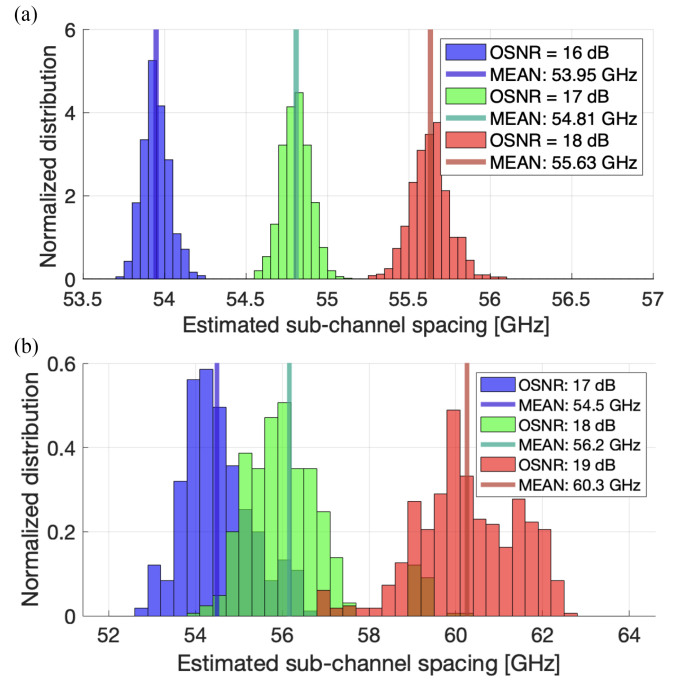 (a)
6
4
2
0
Normalized distribution
OSNR = 16 dB
MEAN: 53.95 GHz
OSNR = 17 dB
MEAN: 54.81 GHz
OSNR = 18 dB
MEAN: 55.63 GHz
53.5 54 54.5 55 55.5 56 56.5 57
Estimated sub-channel spacing [GHz]
(b)
0.6
0.4
0.2
0
Normalized distribution
OSNR: 17 dB
MEAN: 54.5 GHz
OSNR: 18 dB
MEAN: 56.2 GHz
OSNR: 19 dB
MEAN: 60.3 GHz
52 54 56 58 60 62 64
Estimated sub-channel spacing [GHz]